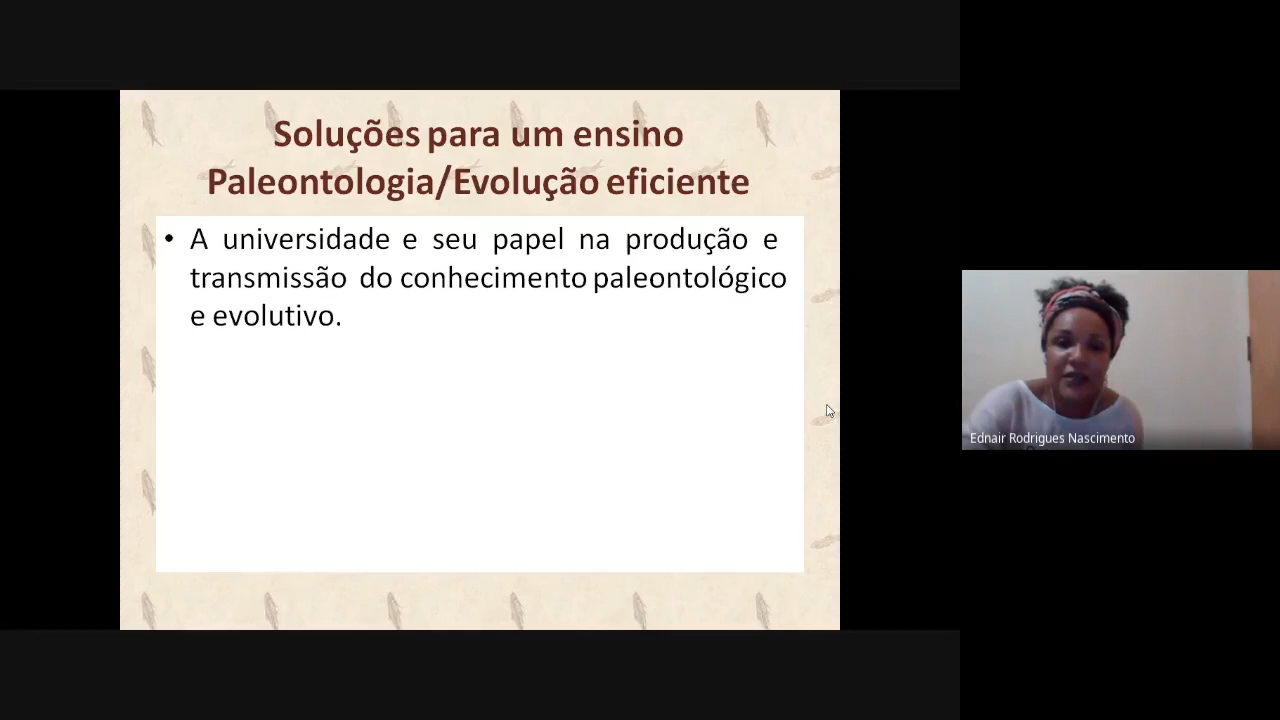 Soluções para um ensino
Paleontologia/Evolução eficiente
• A universidade e seu papel na produção e
transmissão do conhecimento paleontológico
e evolutivo.
Ednair Rodrigues Nascimento